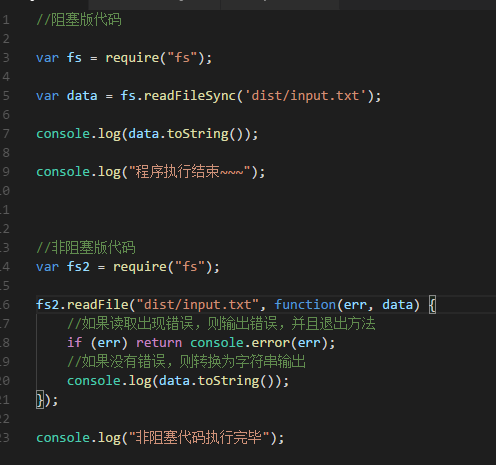 1 //阻塞版代码
2
3 var fs = require("fs");
4
5 var data = fs.readFileSync('dist/input.txt');
6
7 console.log(data.toString());
8
9 console.log("程序执行结束~~~");
10
11
12
13 //非阻塞版代码
14 var fs2 = require("fs");
15
16 fs2.readFile("dist/input.txt", function(err, data) {
17 //如果读取出现错误，则输出错误，并且退出方法
18 if (err) return console.error(err);
19 //如果没有错误，则转换为字符串输出
20 console.log(data.toString());
21 });
22
23 console.log("非阻塞代码执行完毕");